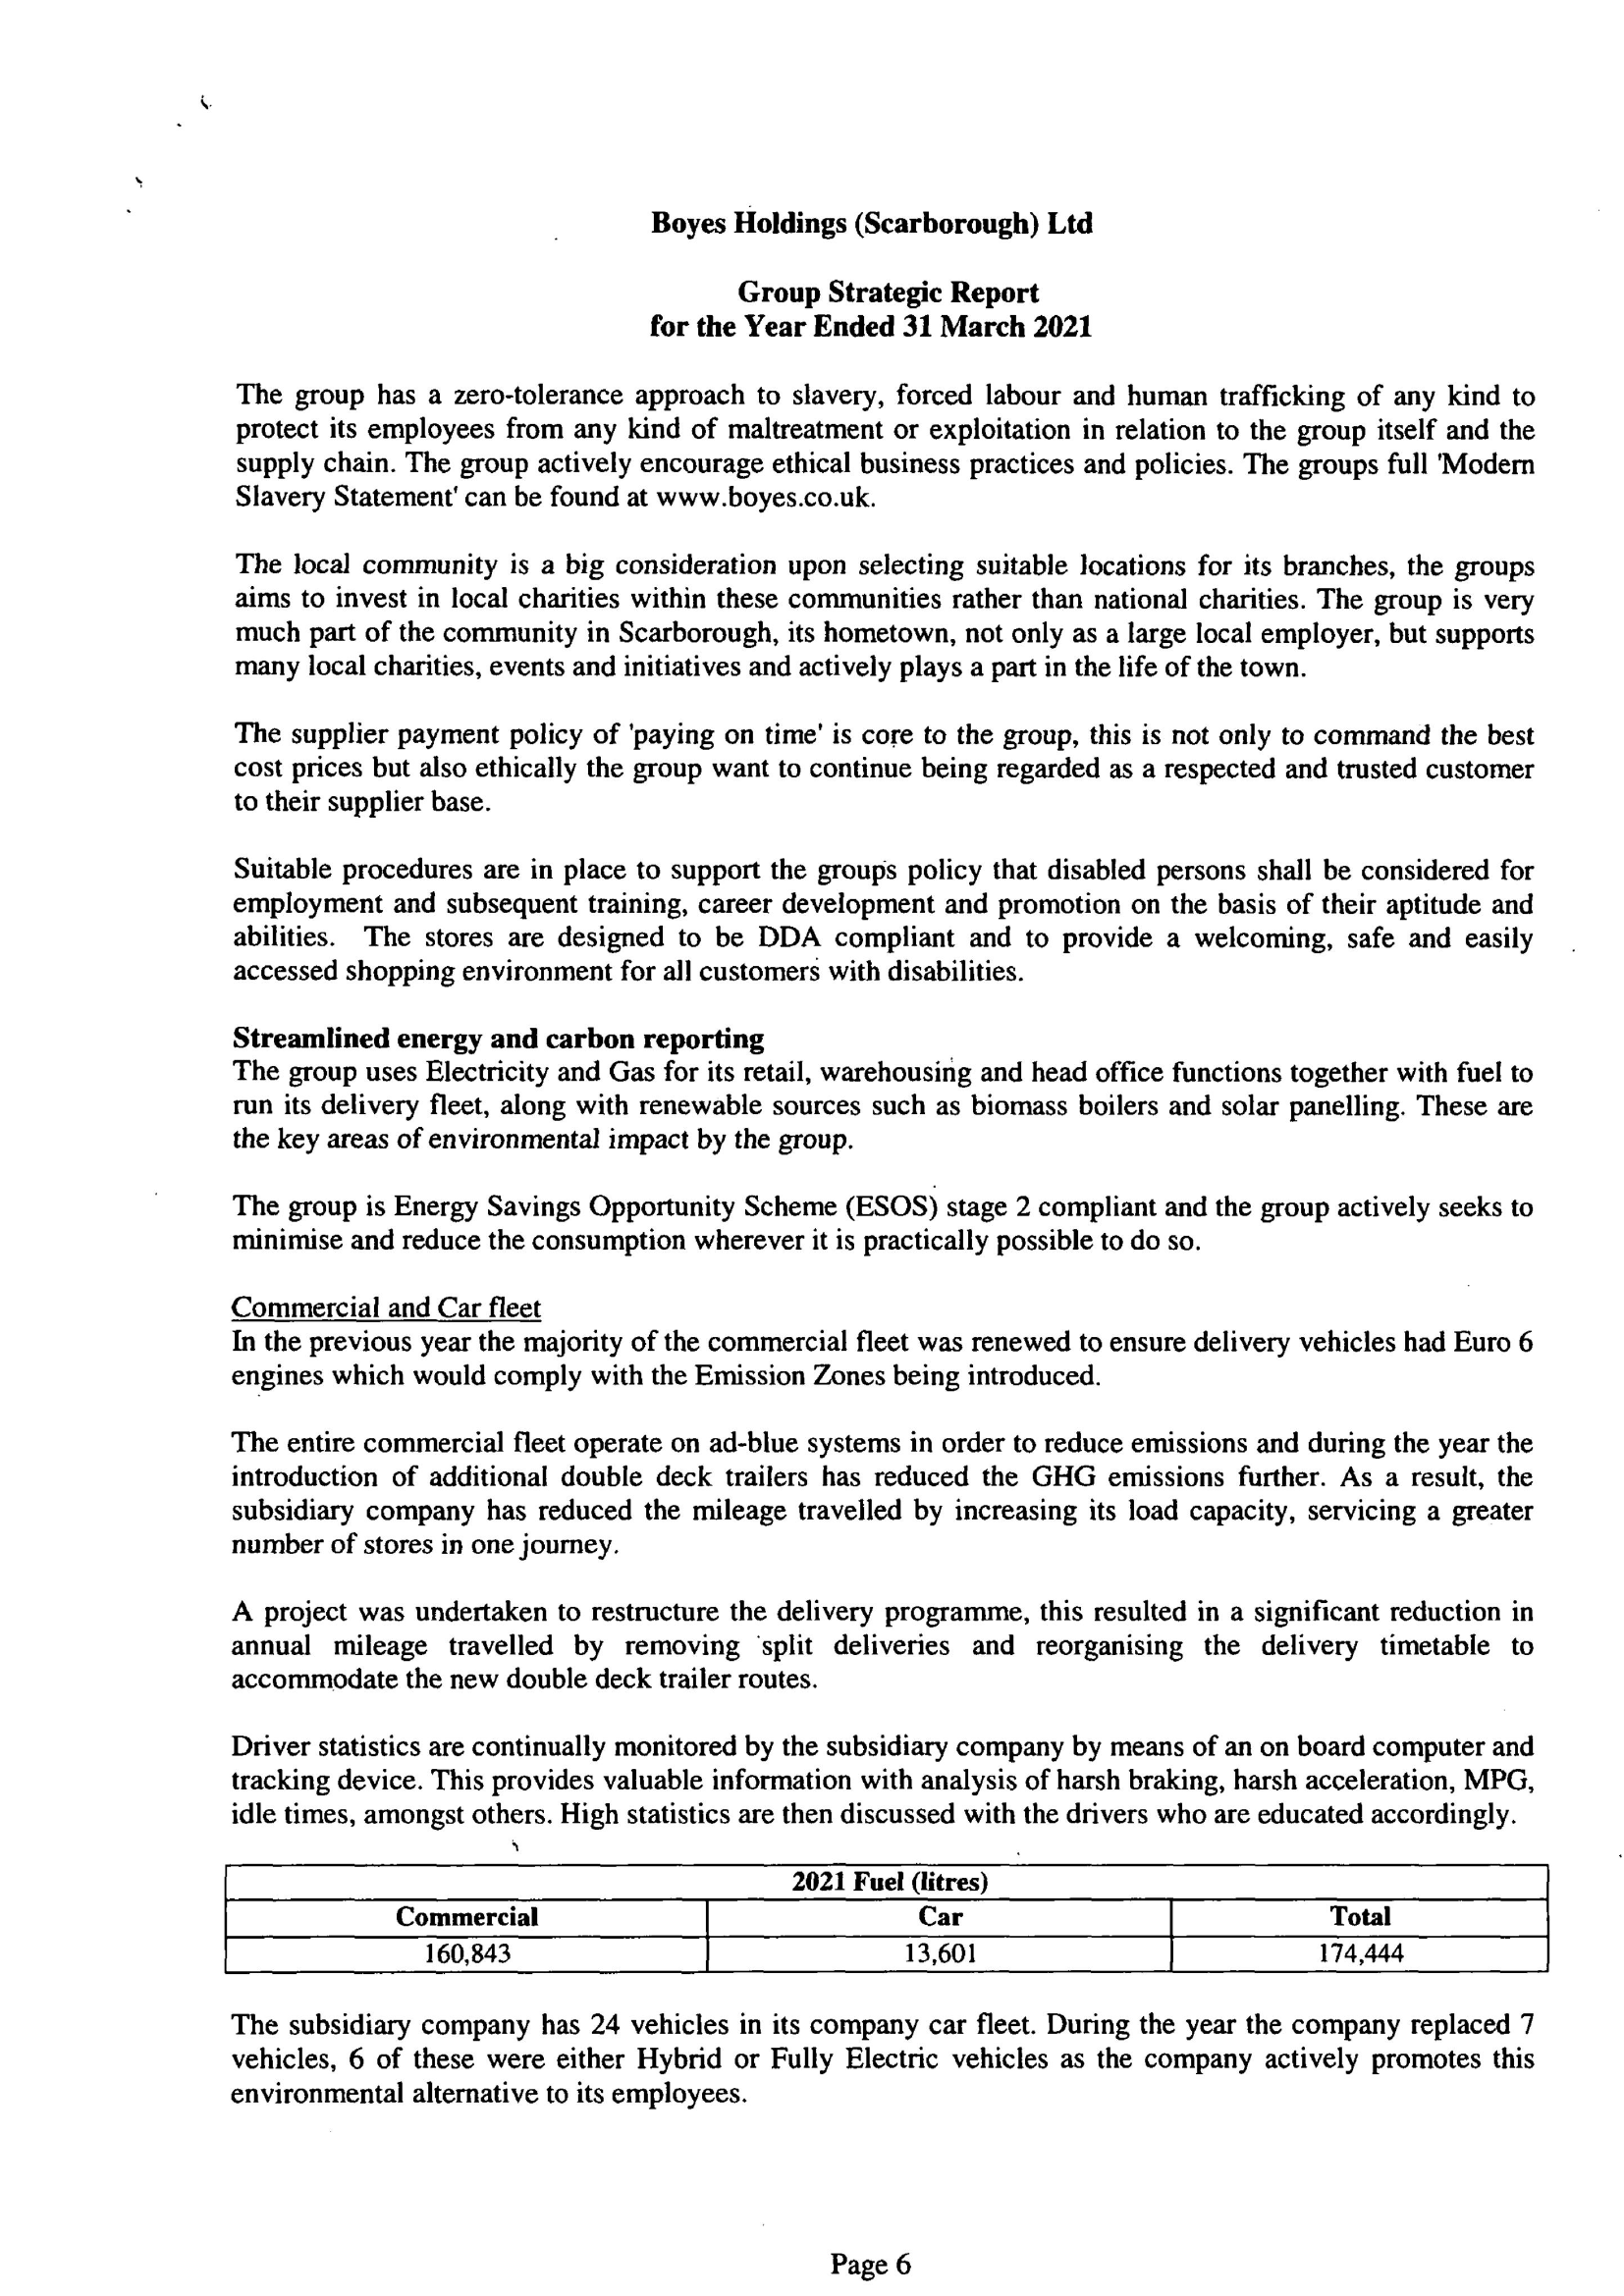 Boyes Holdings (Scarborough) Ltd
Group Strategic Report
for the Year Ended 31 March 2021
The group has a zero-tolerance approach to slavery, forced labour and human trafficking of any kind to
protect its employees from any kind of maltreatment or exploitation in relation to the group itself and the
supply chain. The group actively encourage ethical business practices and policies. The groups full 'Modern
Slavery Statement' can be found at www.boyes.co.uk.
The local community is a big consideration upon selecting suitable locations for its branches, the groups
aims to invest in local charities within these communities rather than national charities. The group is very
much part of the community in Scarborough, its hometown, not only as a large local employer, but supports
many local charities, events and initiatives and actively plays a part in the life of the town.
The supplier payment policy of 'paying on time' is core to the group, this is not only to command the best
cost prices but also ethically the group want to continue being regarded as a respected and trusted customer
to their supplier base.
Suitable procedures are in place to support the groups policy that disabled persons shall be considered for
employment and subsequent training, career development and promotion on the basis of their aptitude and
abilities. The stores are designed to be DDA compliant and to provide a welcoming, safe and easily
accessed shopping environment for all customers with disabilities.
Streamlined energy and carbon reporting
The group uses Electricity and Gas for its retail, warehousing and head office functions together with fuel to
run its delivery fleet, along with renewable sources such as biomass boilers and solar panelling. These are
the key areas of environmental impact by the group.
The group is Energy Savings Opportunity Scheme (ESOS) stage 2 compliant and the group actively seeks to
minimise and reduce the consumption wherever it is practically possible to do so.
Commercial and Car fleet
In the previous year the majority of the commercial fleet was renewed to ensure delivery vehicles had Euro 6
engines which would comply with the Emission Zones being introduced.
The entire commercial fleet operate on ad-blue systems in order to reduce emissions and during the year the
introduction of additional double deck trailers has reduced the GHG emissions further. As a result, the
subsidiary company has reduced the mileage travelled by increasing its load capacity, servicing a greater
number of stores in one journey.
A project was undertaken to restructure the delivery programme, this resulted in a significant reduction in
annual mileage travelled by removing split deliveries and reorganising the delivery timetable to
accommodate the new double deck trailer routes.
Driver statistics are continually monitored by the subsidiary company by means of an on board computer and
tracking device. This provides valuable information with analysis of harsh braking, harsh acceleration, MPG,
idle times, amongst others. High statistics are then discussed with the drivers who are educated accordingly.
2021 Fuel (litres)
Commercial Car Total
160,843 13,601 174,444
The subsidiary company has 24 vehicles in its company car fleet. During the year the company replaced 7
vehicles, 6 of these were either Hybrid or Fully Electric vehicles as the company actively promotes this
environmental alternative to its employees.
Page 6